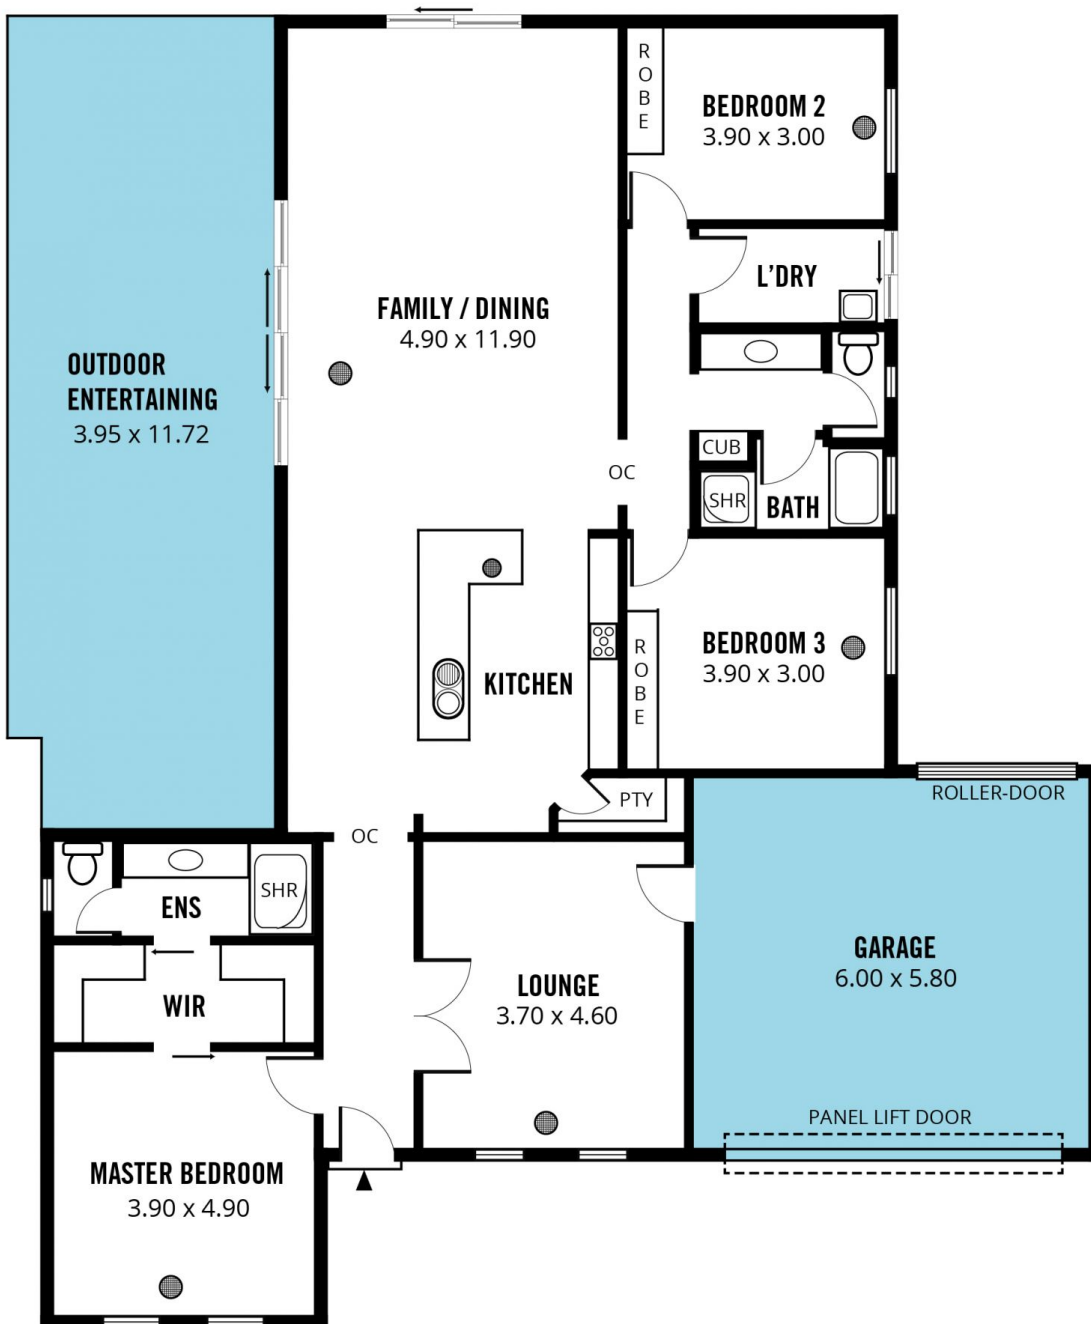 ROBE
BEDROOM 2
3.90 x 3.00
L'DRY
FAMILY / DINING
4.90 x 11.90
OUTDOOR
ENTERTAINING
3.95 x 11.72
CUB
OC
SHR
BATH
BEDROOM 3
3.90 x 3.00
ROBE
KITCHEN
PTY
ROLLER-DOOR
OC
SHR
ENS
WIR
LOUNGE
3.70 x 4.60
GARAGE
6.00 x 5.80
PANEL LIFT DOOR
MASTER BEDROOM
3.90 x 4.90